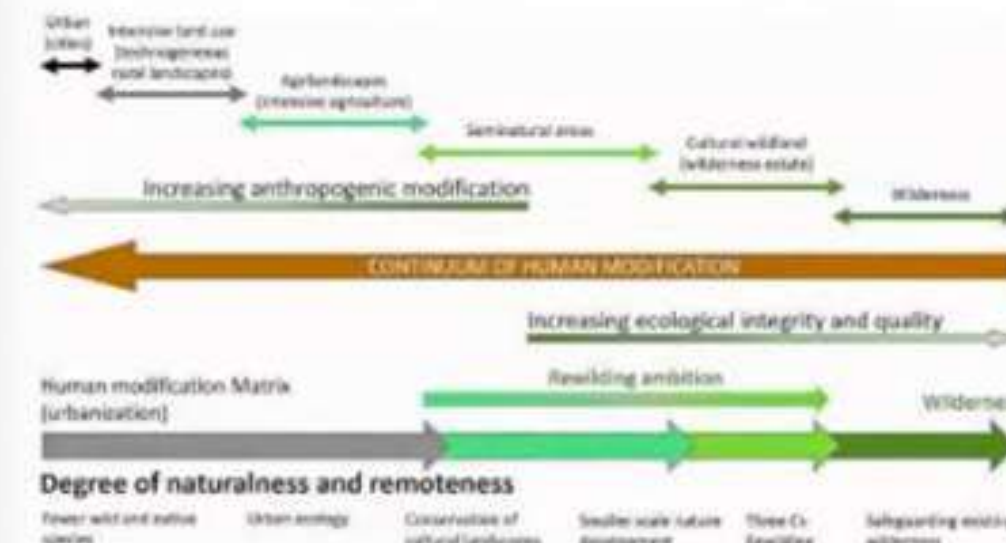 Urban
(cities)
Intensive land use
(technogeneous
rural landscapes)
Agrilandscapes
(intensive agriculture)
Seminatural areas
Cultural wildland
(wilderness estate)
Wilderness
Increasing anthropogenic modification
CONTINUUM OF HUMAN MODIFICATION
Increasing ecological integrity and quality
Human modification Matrix
(urbanization)
Rewilding ambition
Wilderne
Degree of naturalness and remoteness
Fewer wild and native
species
Urban ecology
Conservation of
cultural landscapes
Smaller scale nature
development
Three Cs
Rewilding
Safeguarding existi
wilderness